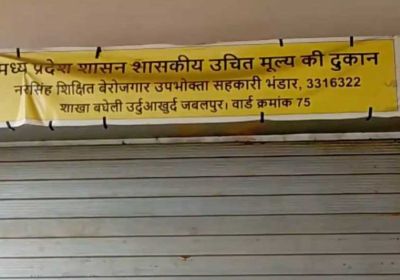 मध्य प्रदेश शासन शासकीय उचित मूल्य की दुकान
नरसिंह शिक्षित बेरोजगार उपभोक्ता सहकारी भंडार, 3316322
शाखा बघेली उर्दुआखुर्द जबलपुर। वार्ड क्रमांक 75